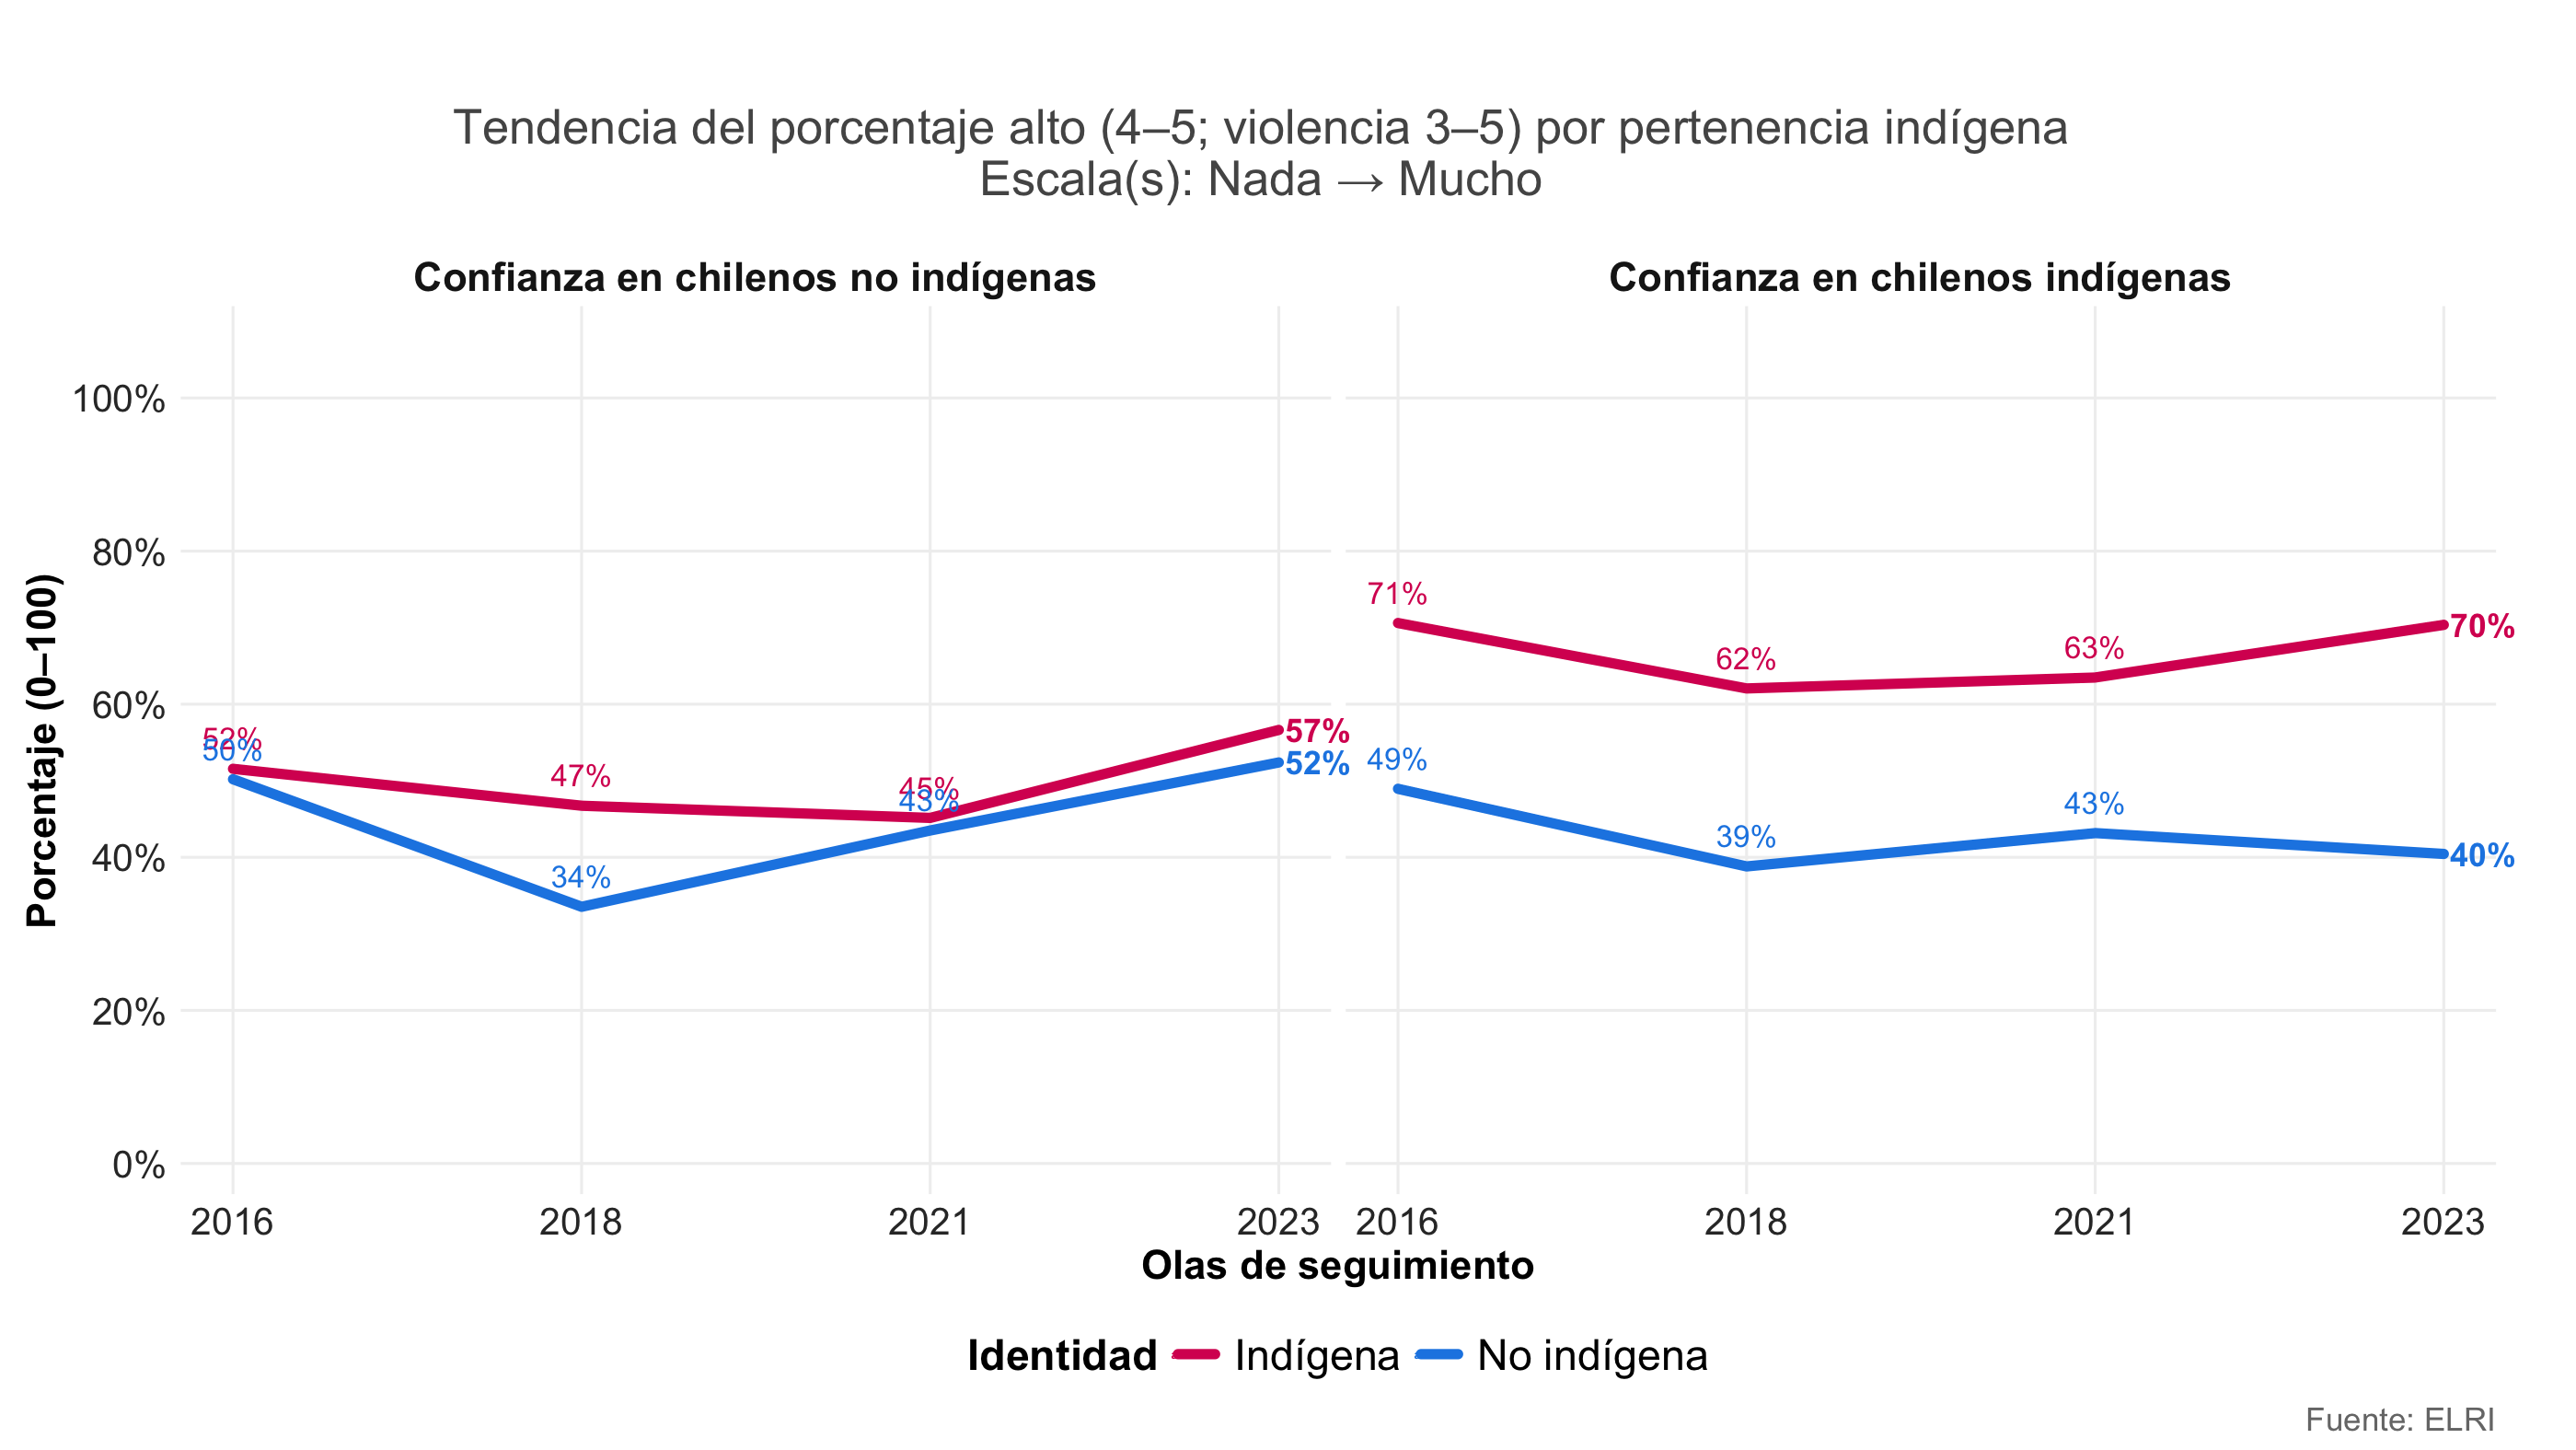 Tendencia del porcentaje alto (4–5; violencia 3–5) por pertenencia indígena
Escala(s): Nada → Mucho
Confianza en chilenos no indígenas
Confianza en chilenos indígenas
Porcentaje (0–100)
100%
80%
60%
40%
20%
0%
52%
50%
47%
34%
45%
43%
57%
52%
71%
49%
62%
39%
63%
43%
70%
40%
2016 2018 2021 2023
2016 2018 2021 2023
Olas de seguimiento
Identidad Indígena No indígena
Fuente: ELRI